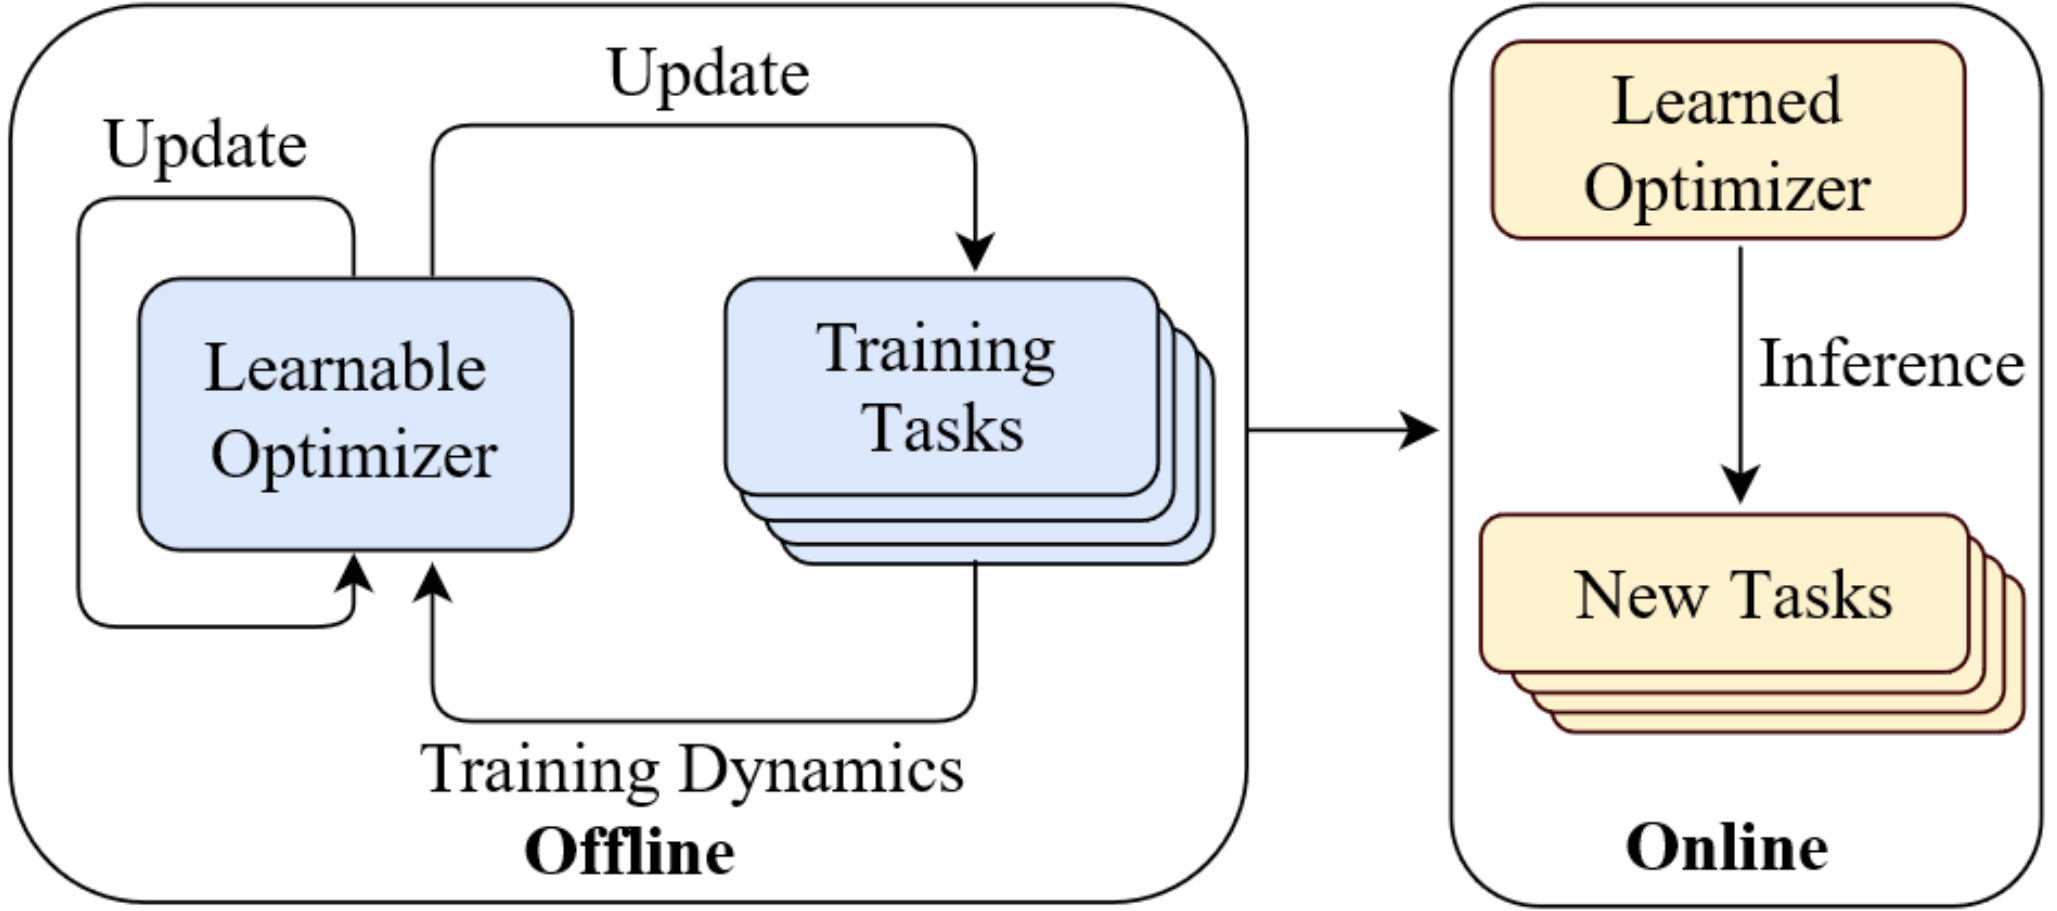 Update
Update
Learnable
Optimizer
Training
Tasks
Training Dynamics
Offline
Learned
Optimizer
Inference
New Tasks
Online